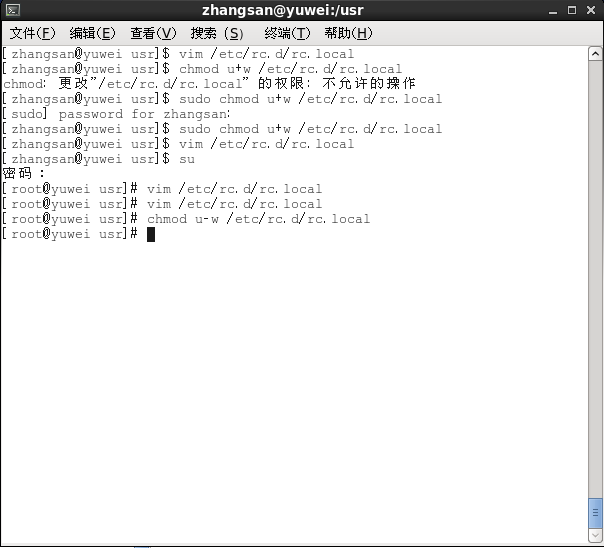 zhangsan@yuwei:/usr
文件(F) 编辑(E) 查看(V) 搜索 (S) 终端(T) 帮助(H)
[zhangsan@yuwei usr]$ vim /etc/rc.d/rc.local
[zhangsan@yuwei usr]$ chmod u+w /etc/rc.d/rc.local
chmod: 更改"/etc/rc.d/rc.local" 的权限: 不允许的操作
[zhangsan@yuwei usr]$ sudo chmod u+w /etc/rc.d/rc.local
[sudo] password for zhangsan:
[zhangsan@yuwei usr]$ sudo chmod u+w /etc/rc.d/rc.local
[zhangsan@yuwei usr]$ vim /etc/rc.d/rc.local
[zhangsan@yuwei usr]$ su
密码：
[root@yuwei usr]# vim /etc/rc.d/rc.local
[root@yuwei usr]# vim /etc/rc.d/rc.local
[root@yuwei usr]# chmod u-w /etc/rc.d/rc.local
[root@yuwei usr]#